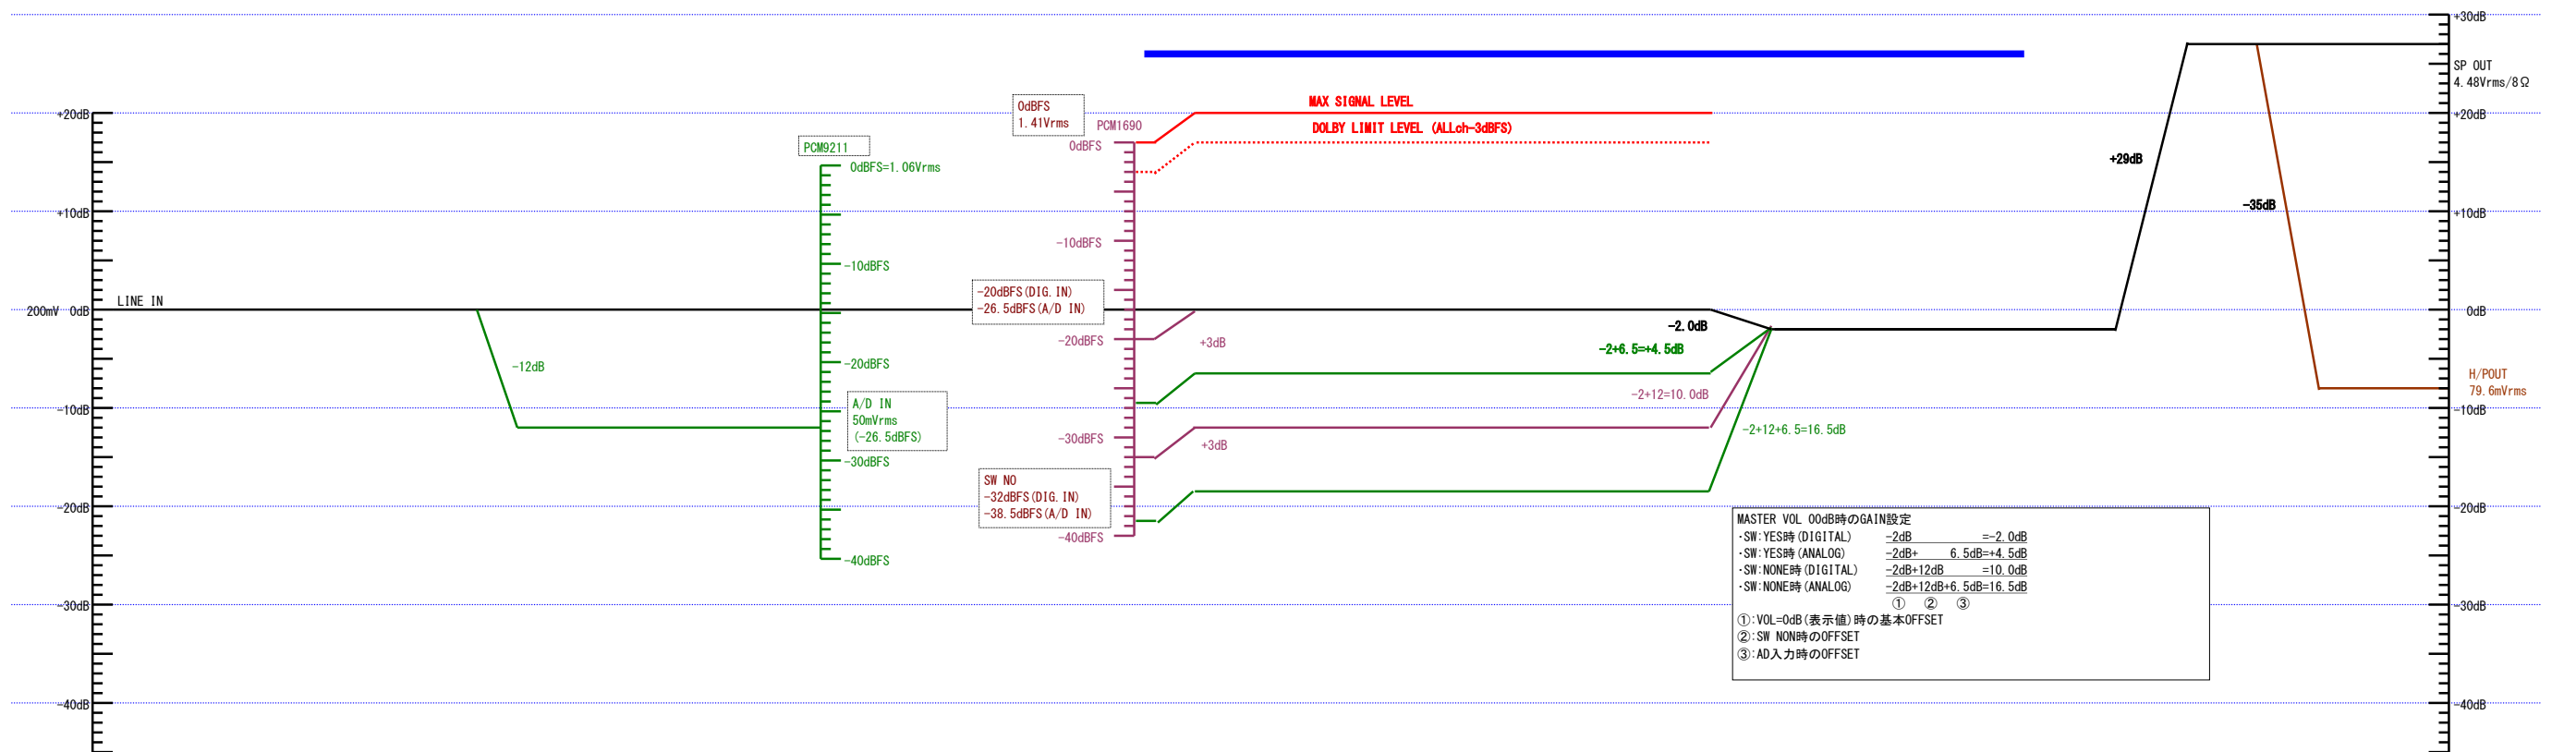 +30dB
SP OUT
4.48Vrms/8Ω
0dBFS
1.41Vrms
MAX SIGNAL LEVEL
+20dB
+20dB
PCM1690
DOLBY LIMIT LEVEL (ALLch-3dBFS)
PCM9211
0dBFS
0dBFS=1.06Vrms
+29dB
-35dB
+10dB
+10dB
-10dBFS
-10dBFS
LINE IN
-20dBFS(DIG.IN)
-26.5dBFS(A/D IN)
200mV 0dB
0dB
-2.0dB
-20dBFS
+3dB
-2+6.5=+4.5dB
-20dBFS
-12dB
H/POUT
79.6mVrms
-2+12=10.0dB
A/D IN
50mVrms
(-26.5dBFS)
-10dB
-10dB
-2+12+6.5=16.5dB
-30dBFS
+3dB
-30dBFS
SW NO
-32dBFS(DIG.IN)
-38.5dBFS(A/D IN)
-20dB
-20dB
-40dBFS
-40dBFS
MASTER VOL 00dB時のGAIN設定
・SW:YES時(DIGITAL) -2dB =-2.0dB
・SW:YES時(ANALOG) -2dB+ 6.5dB=+4.5dB
・SW:NONE時(DIGITAL) -2dB+12dB =10.0dB
・SW:NONE時(ANALOG) -2dB+12dB+6.5dB=16.5dB
① ② ③
①:VOL=0dB(表示値)時の基本OFFSET
②:SW NON時のOFFSET
③:AD入力時のOFFSET
-30dB
-30dB
-40dB
-40dB